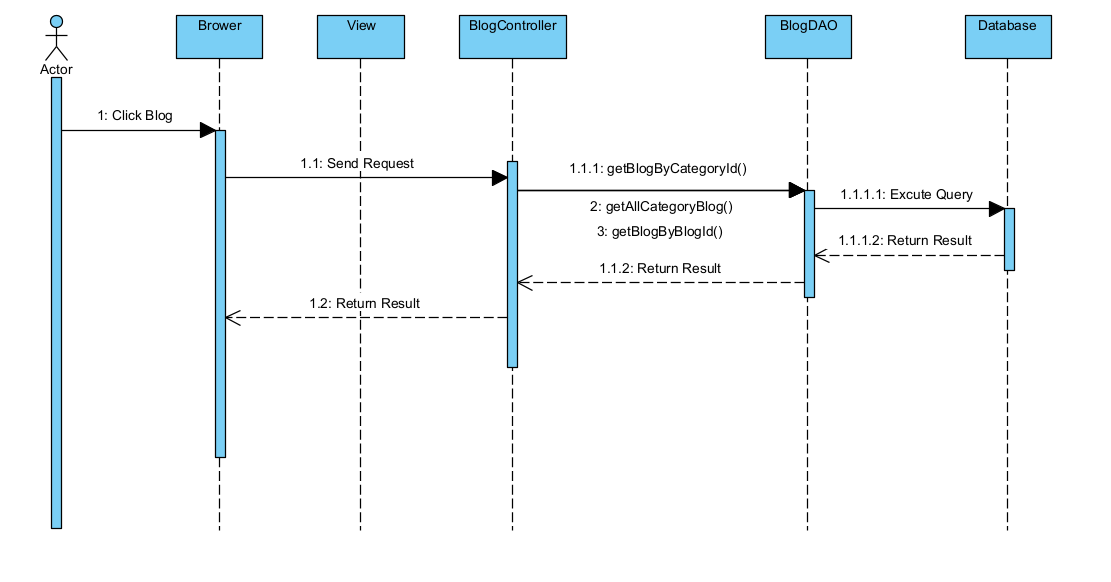 Brower
View
BlogController
BlogDAO
Database
Actor
1: Click Blog
1.1: Send Request
1.1.1: getBlogByCategoryId()
1.1.1.1: Excute Query
2: getAllCategoryBlog()
3: getBlogByBlogId()
1.1.1.2: Return Result
1.1.2: Return Result
1.2: Return Result